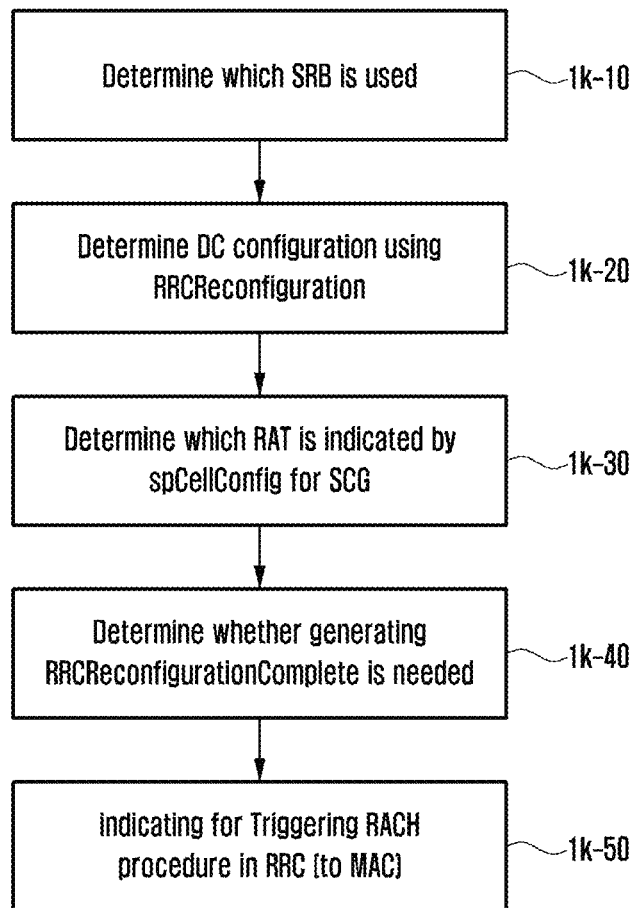 Determine which SRB is used
1k-10
Determine DC configuration using
RRCReconfiguration
1k-20
Determine which RAT is indicated by
spCellConfig for SCG
1k-30
Determine whether generating
RRCReconfigurationComplete is needed
1k-40
indicating for Triggering RACH
procedure in RRC (to MAC)
1k-50